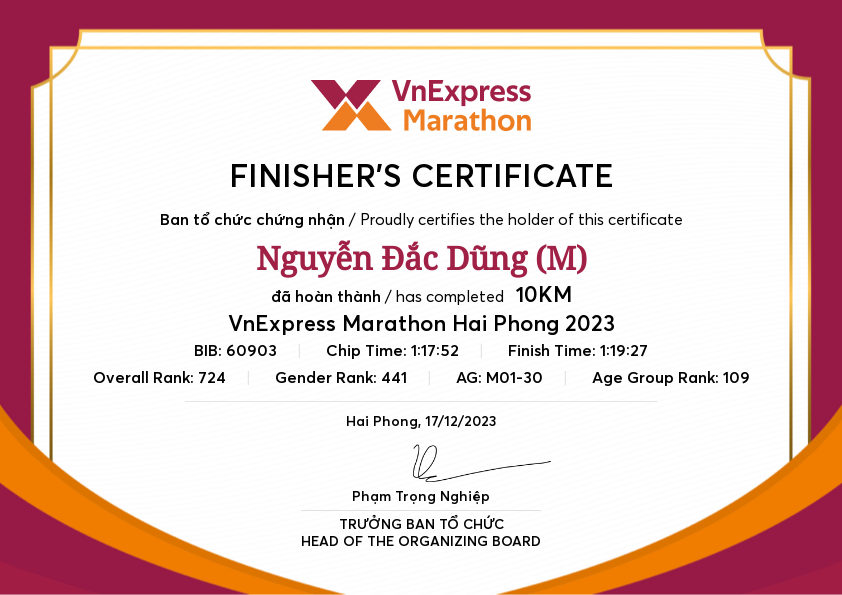 VnExpress
Marathon
FINISHER'S CERTIFICATE
Ban tổ chức chứng nhận / Proudly certifies the holder of this certificate
Nguyễn Đắc Dũng (M)
đã hoàn thành / has completed 10KM
VnExpress Marathon Hai Phong 2023
BIB: 60903 | Chip Time: 1:17:52 | Finish Time: 1:19:27
Overall Rank: 724 | Gender Rank: 441 | AG: M01-30 | Age Group Rank: 109
Hai Phong, 17/12/2023
Phạm Trọng Nghiệp
TRƯỞNG BAN TỔ CHỨC
HEAD OF THE ORGANIZING BOARD